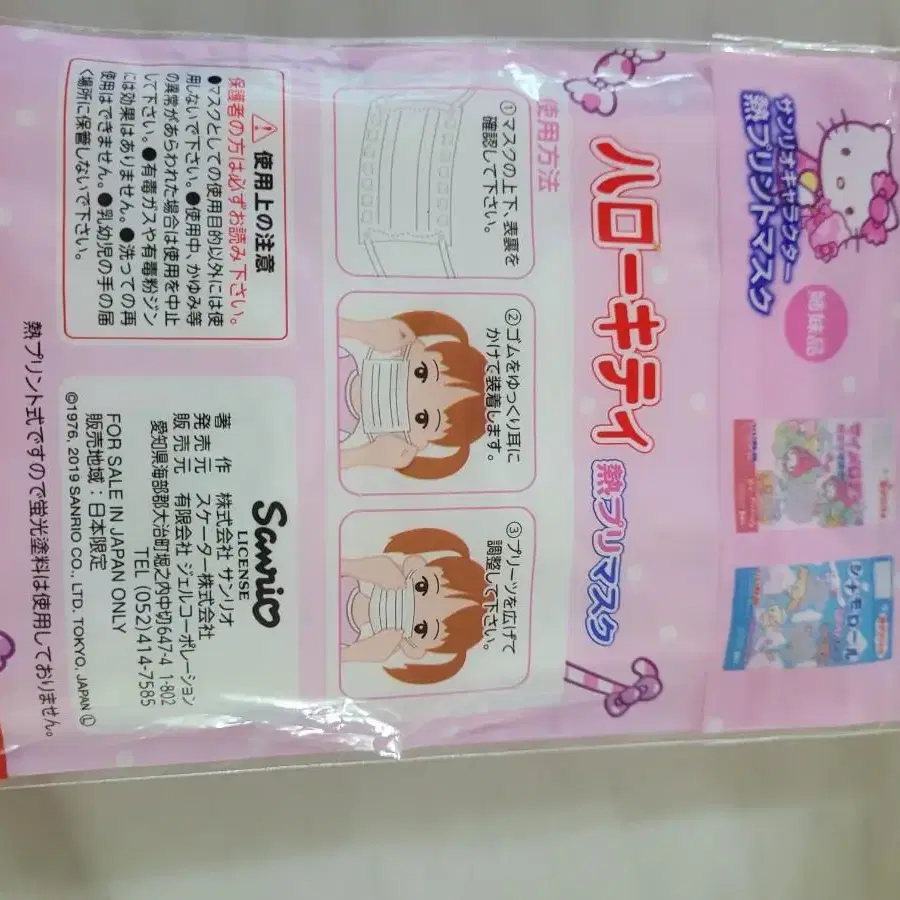 サンリオキャラクター
熱プリントマスク
姉妹品
シナモロール
ハローキティ
熱プリマスク
使用方法
①マスクの上下、表裏を
確認して下さい。
②ゴムをゆっくり耳に
かけて装着します。
③プリーツを広げて
調整して下さい。
使用上の注意
保護者の方は必ずお読み下さい。
●マスクとしての使用目的以外には使
用しないで下さい。●使用中、かゆみ等
の異常があらわれた場合は使用を中止
して下さい。●有毒ガスや有毒粉ジン
には効果はありません。●洗っての再
使用はできません。●乳幼児の手の届
く場所に保管しないで下さい。
Sanrio
LICENSE
著作 株式会社 サンリオ
発売元 スケーター株式会社
販売元 有限会社 ジェルコーポレーション
愛知県海部郡大治町堀之内中切647-4 1-802
TEL (052)414-7585
FOR SALE IN JAPAN ONLY
販売地域：日本限定
©1976, 2019 SANRIO CO., LTD. TOKYO, JAPAN Ⓛ
熱プリント式ですので蛍光塗料は使用しておりません。